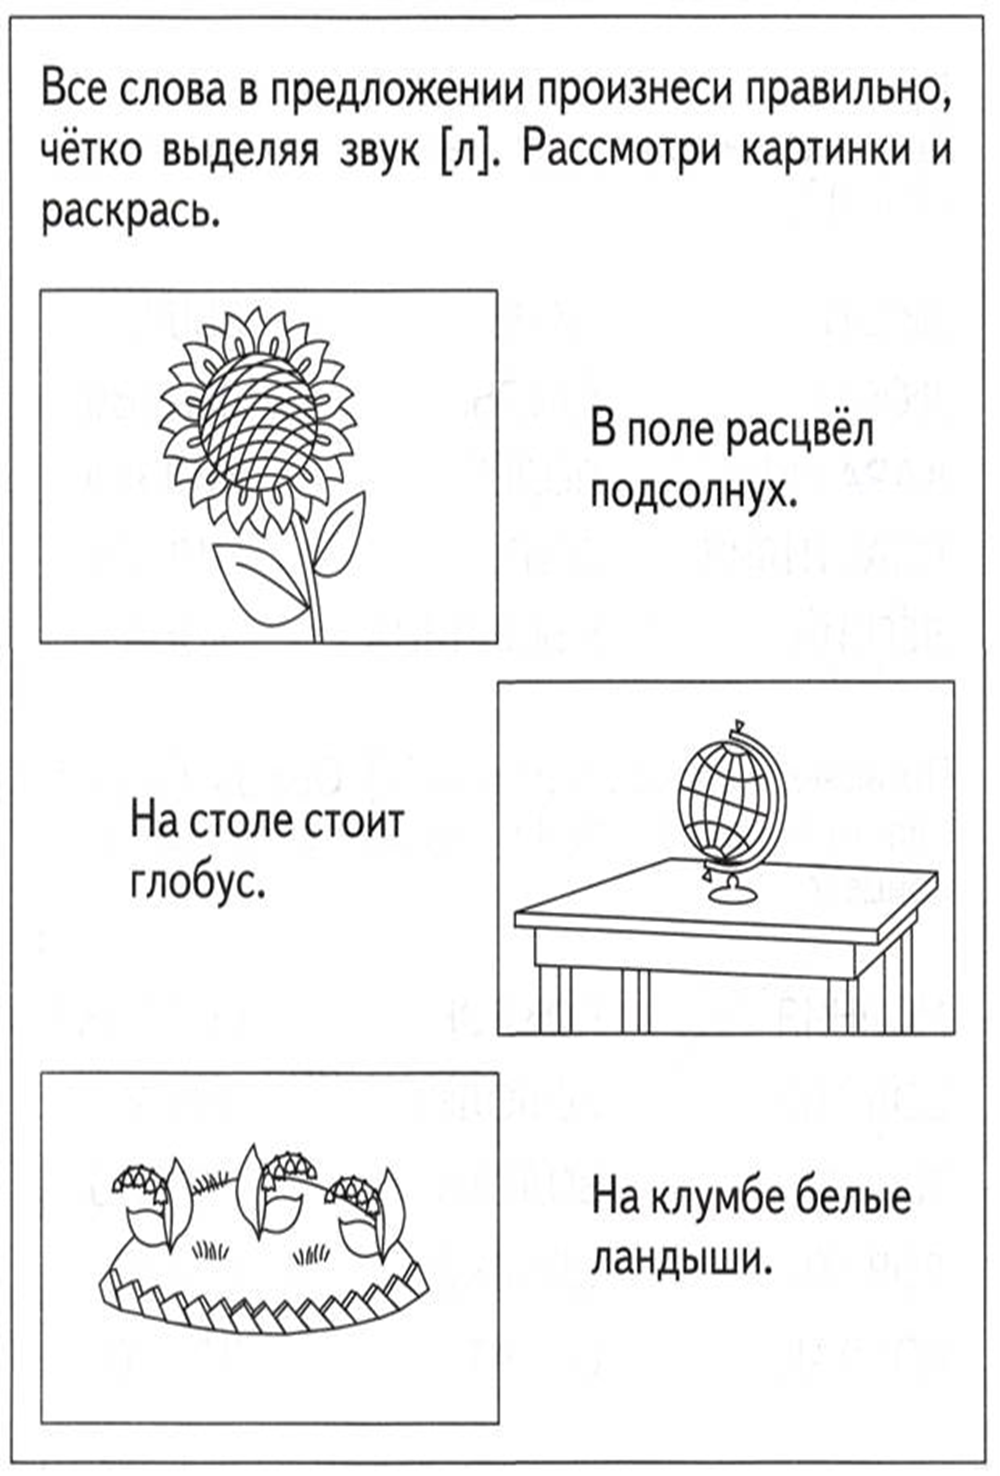 Все слова в предложении произнеси правильно,
чётко выделяя звук [л]. Рассмотри картинки и
раскрась.
В поле расцвёл
подсолнух.
На столе стоит
глобус.
На клумбе белые
ландыши.